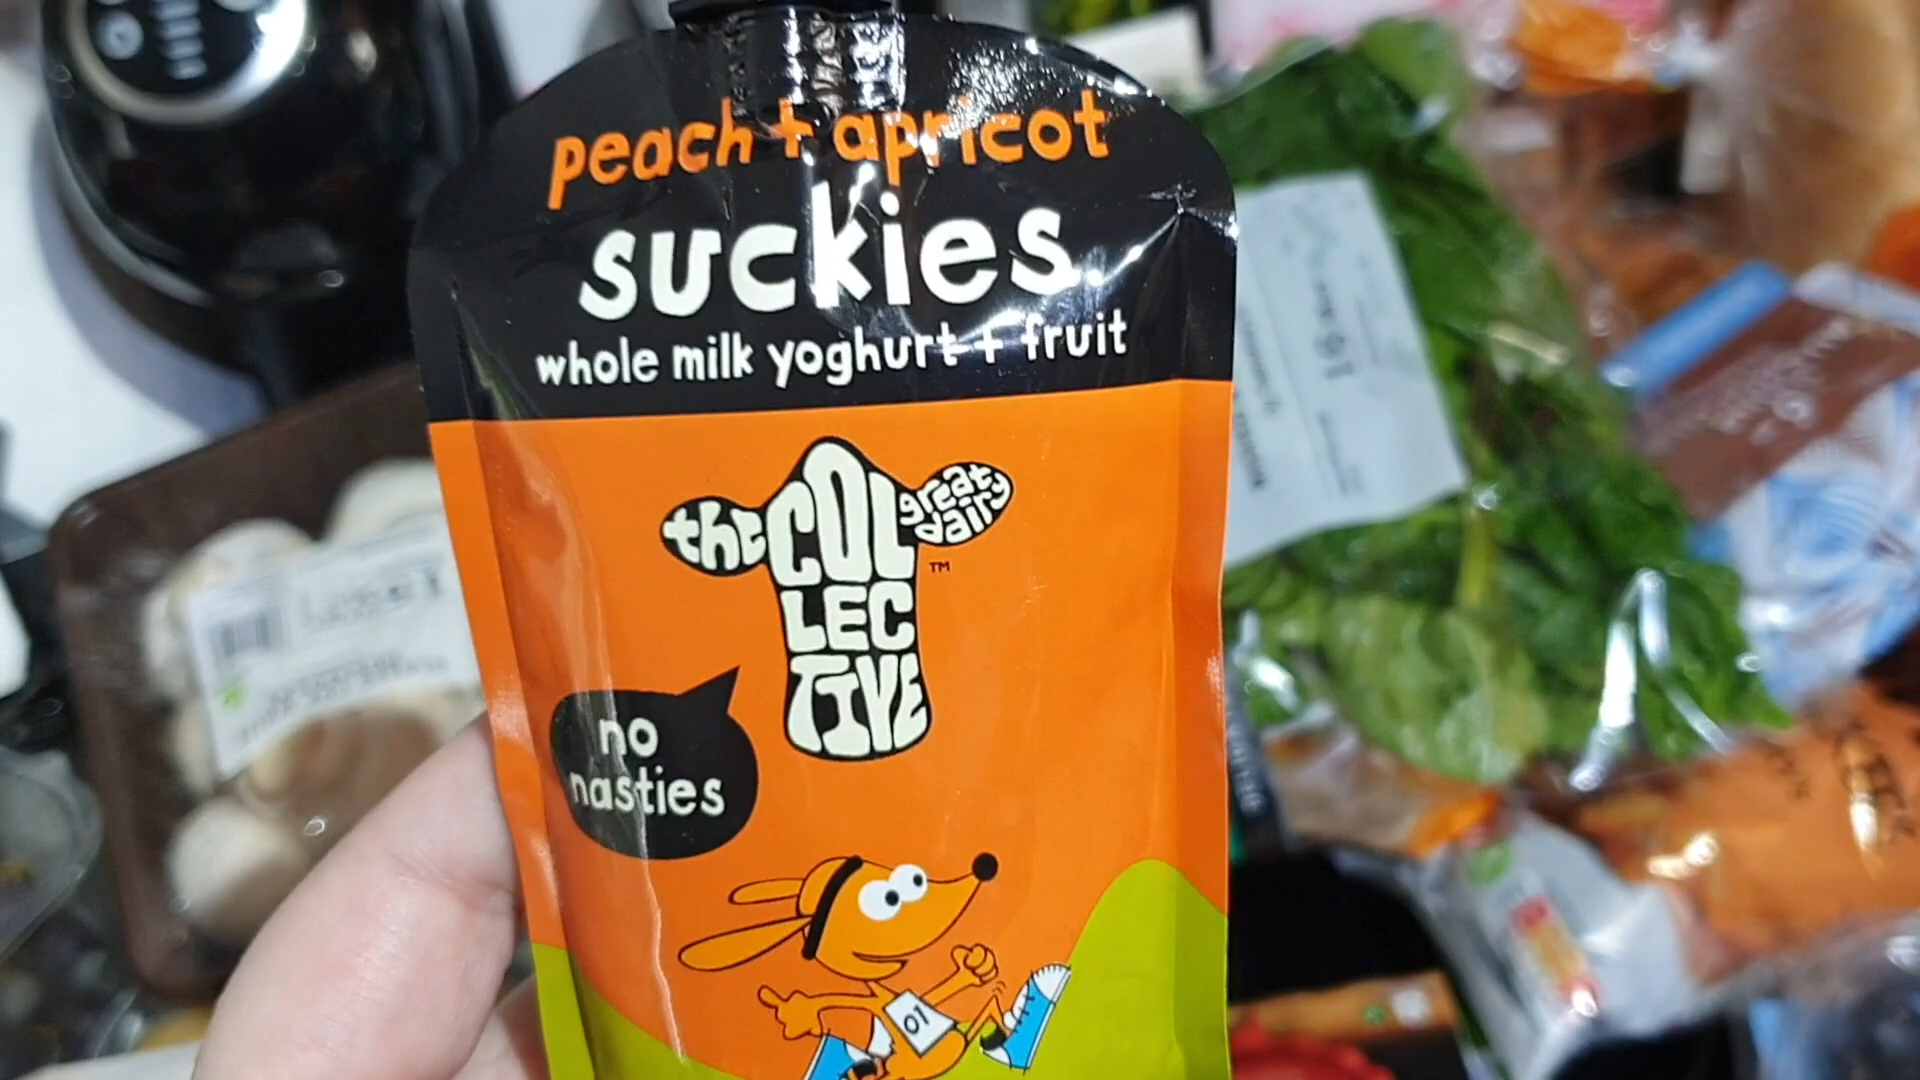 peach + apricot
suckies.
whole milk yoghurt + fruit
the
COL
LEC
TIVE
great
dairy
TM
no
nasties
01